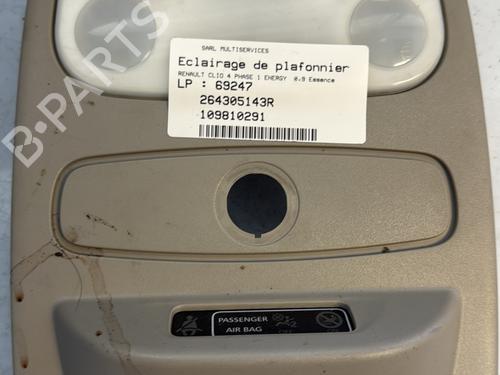 SARL MULTISERVICES
Eclairage de plafonnier
RENAULT CLIO 4 PHASE 1 ENERGY 0.9 Essence
LP : 69247
264305143R
109810291
PASSENGER
AIR BAG